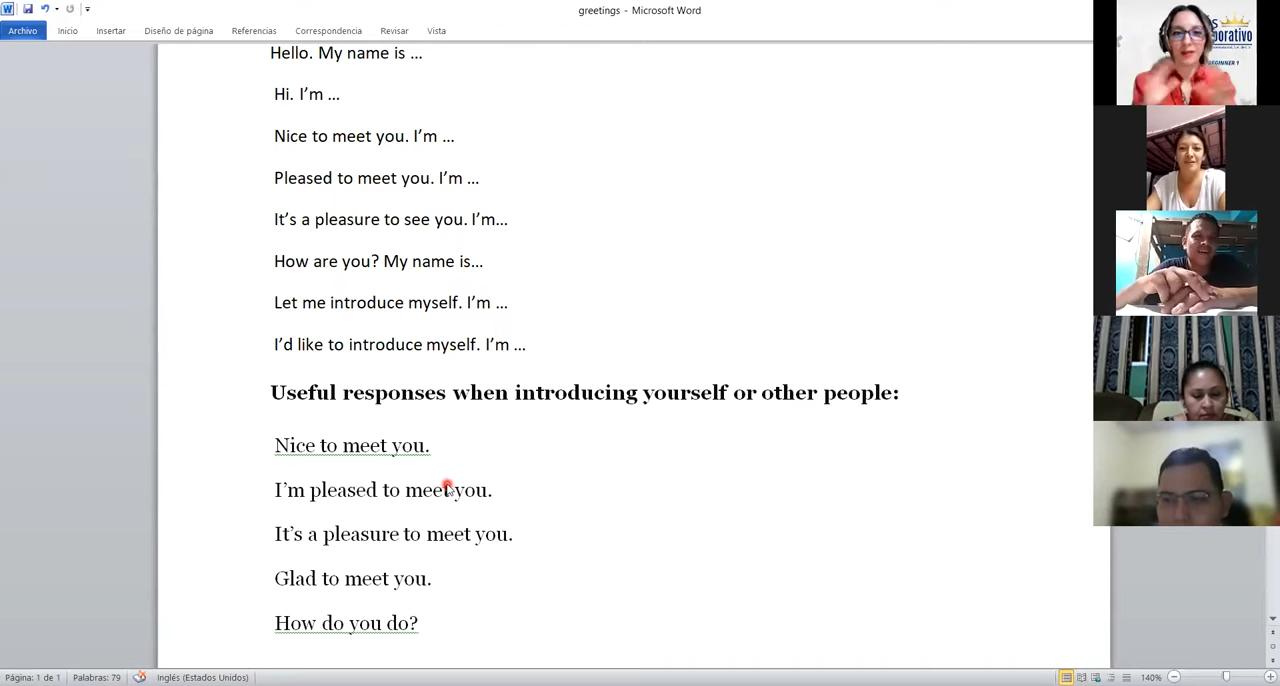 greetings - Microsoft Word
Archivo Inicio Insertar Diseño de página Referencias Correspondencia Revisar Vista
Hello. My name is ...
Hi. I'm ...
Nice to meet you. I'm ...
Pleased to meet you. I'm ...
It's a pleasure to see you. I'm...
How are you? My name is...
Let me introduce myself. I'm ...
I'd like to introduce myself. I'm ...
Useful responses when introducing yourself or other people:
Nice to meet you.
I'm pleased to meet you.
It's a pleasure to meet you.
Glad to meet you.
How do you do?
BEGINNER 1
Página: 1 de 1 Palabras: 79 Inglés (Estados Unidos) 140%